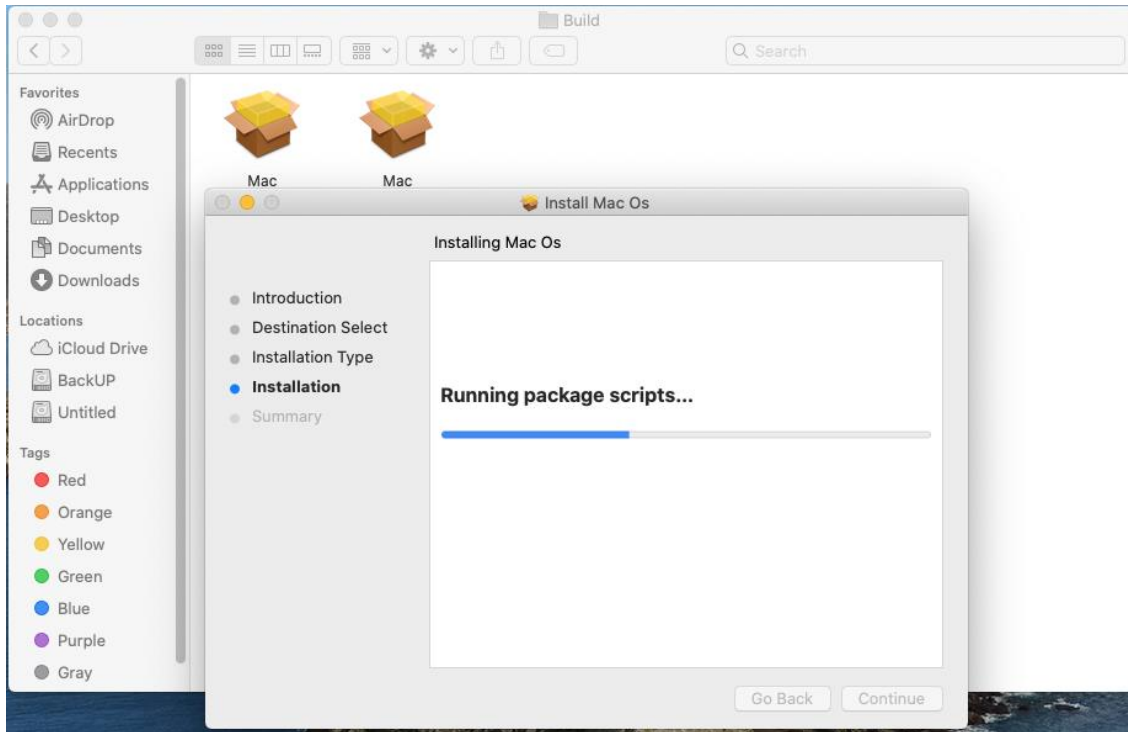 Build
Search
Favorites
AirDrop
Recents
Applications
Desktop
Documents
Downloads
Locations
iCloud Drive
BackUP
Untitled
Tags
Red
Orange
Yellow
Green
Blue
Purple
Gray
Mac
Mac
Install Mac Os
Installing Mac Os
Introduction
Destination Select
Installation Type
Installation
Summary
Running package scripts...
Go Back
Continue